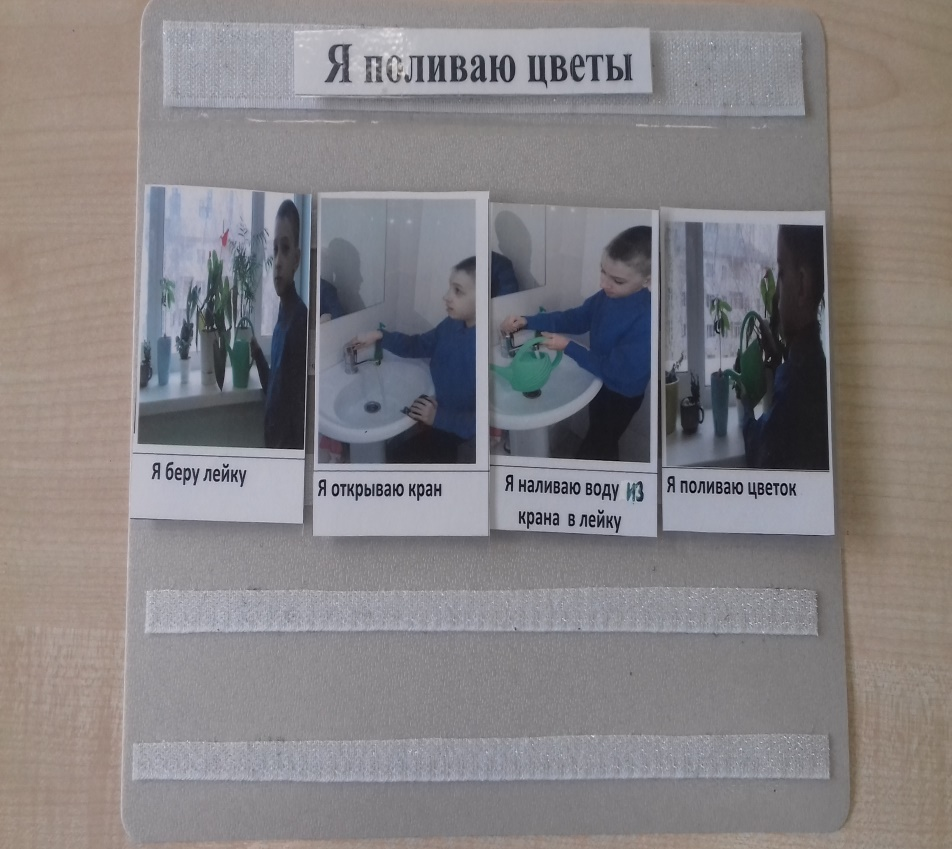 Я поливаю цветы
Я беру лейку
Я открываю кран
Я наливаю воду из
крана в лейку
Я поливаю цветок